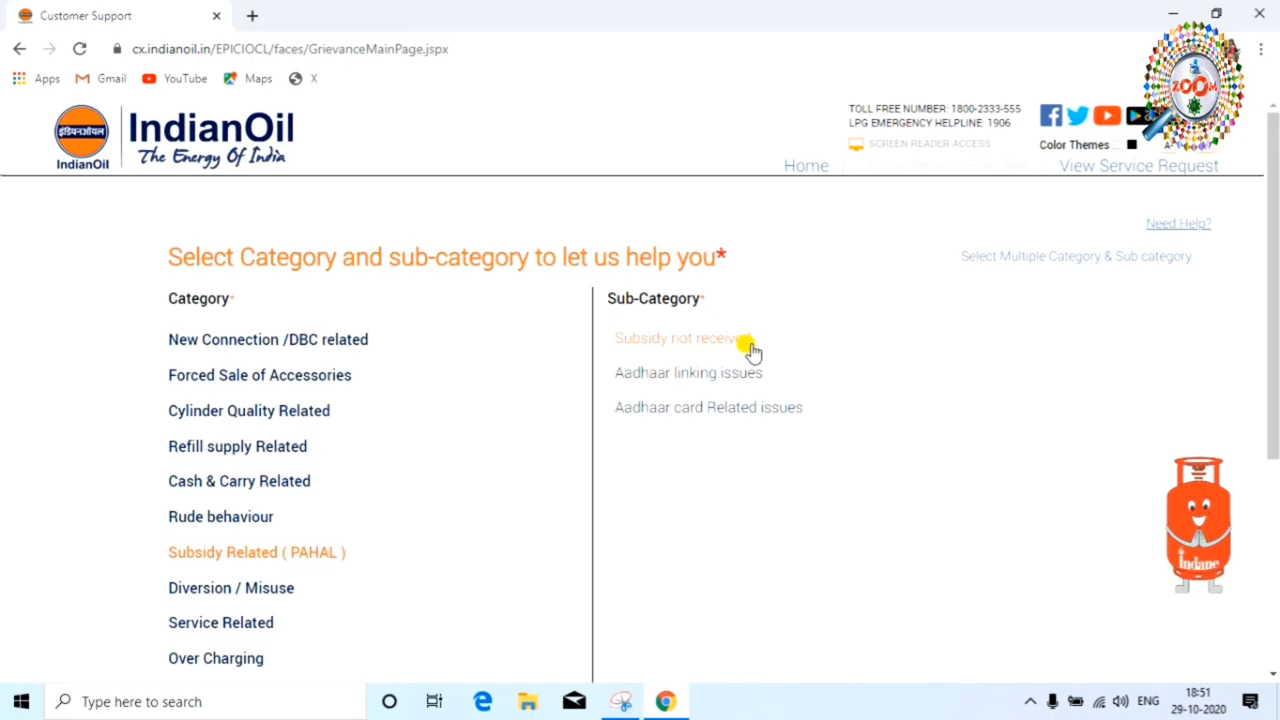 Customer Support
cx.indianoil.in/EPICIOCL/faces/GrievanceMainPage.jspx
Apps Gmail YouTube Maps X
ZOOM
इंडियनऑयल
IndianOil
IndianOil
The Energy Of India
TOLL FREE NUMBER: 1800-2333-555
LPG EMERGENCY HELPLINE: 1906
SCREEN READER ACCESS
Color Themes
A-
Home
View Service Request
Need Help?
Select Category and sub-category to let us help you*
Select Multiple Category & Sub category
Category*
Sub-Category*
New Connection /DBC related
Subsidy not received
Forced Sale of Accessories
Aadhaar linking issues
Cylinder Quality Related
Aadhaar card Related issues
Refill supply Related
Cash & Carry Related
Rude behaviour
Subsidy Related ( PAHAL )
Diversion / Misuse
Service Related
Over Charging
Indane
Type here to search
ENG
18:51
29-10-2020